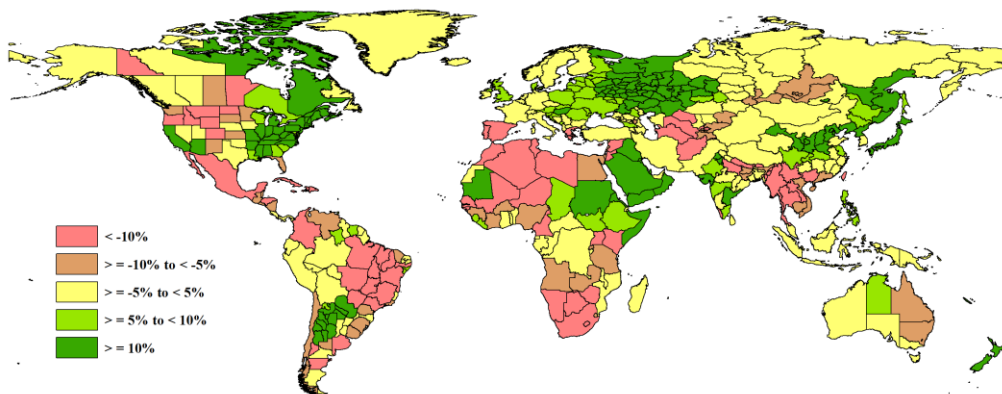 < -10%
> = -10% to < -5%
> = -5% to < 5%
> = 5% to < 10%
> = 10%